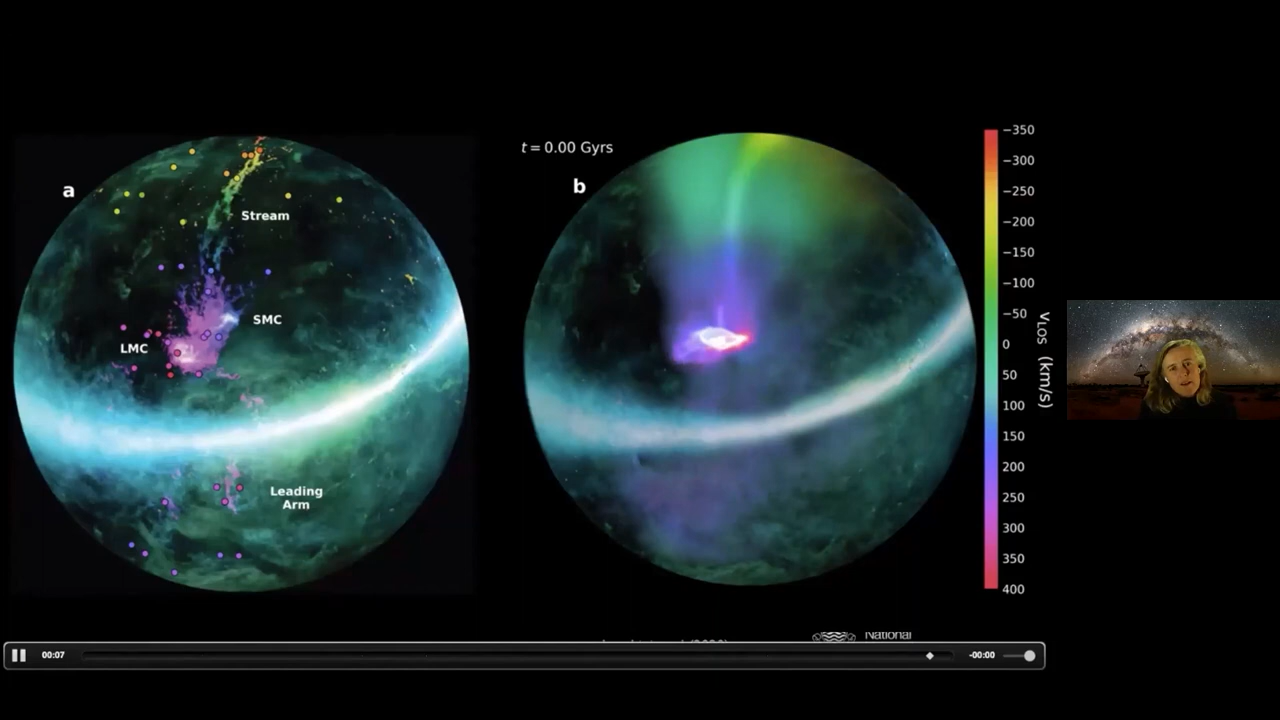 a
Stream
SMC
LMC
Leading
Arm
t = 0.00 Gyrs
b
−350
−300
−250
−200
−150
−100
−50
0
50
100
150
200
250
300
350
400
VLOS (km/s)
National
00:07
-00:00